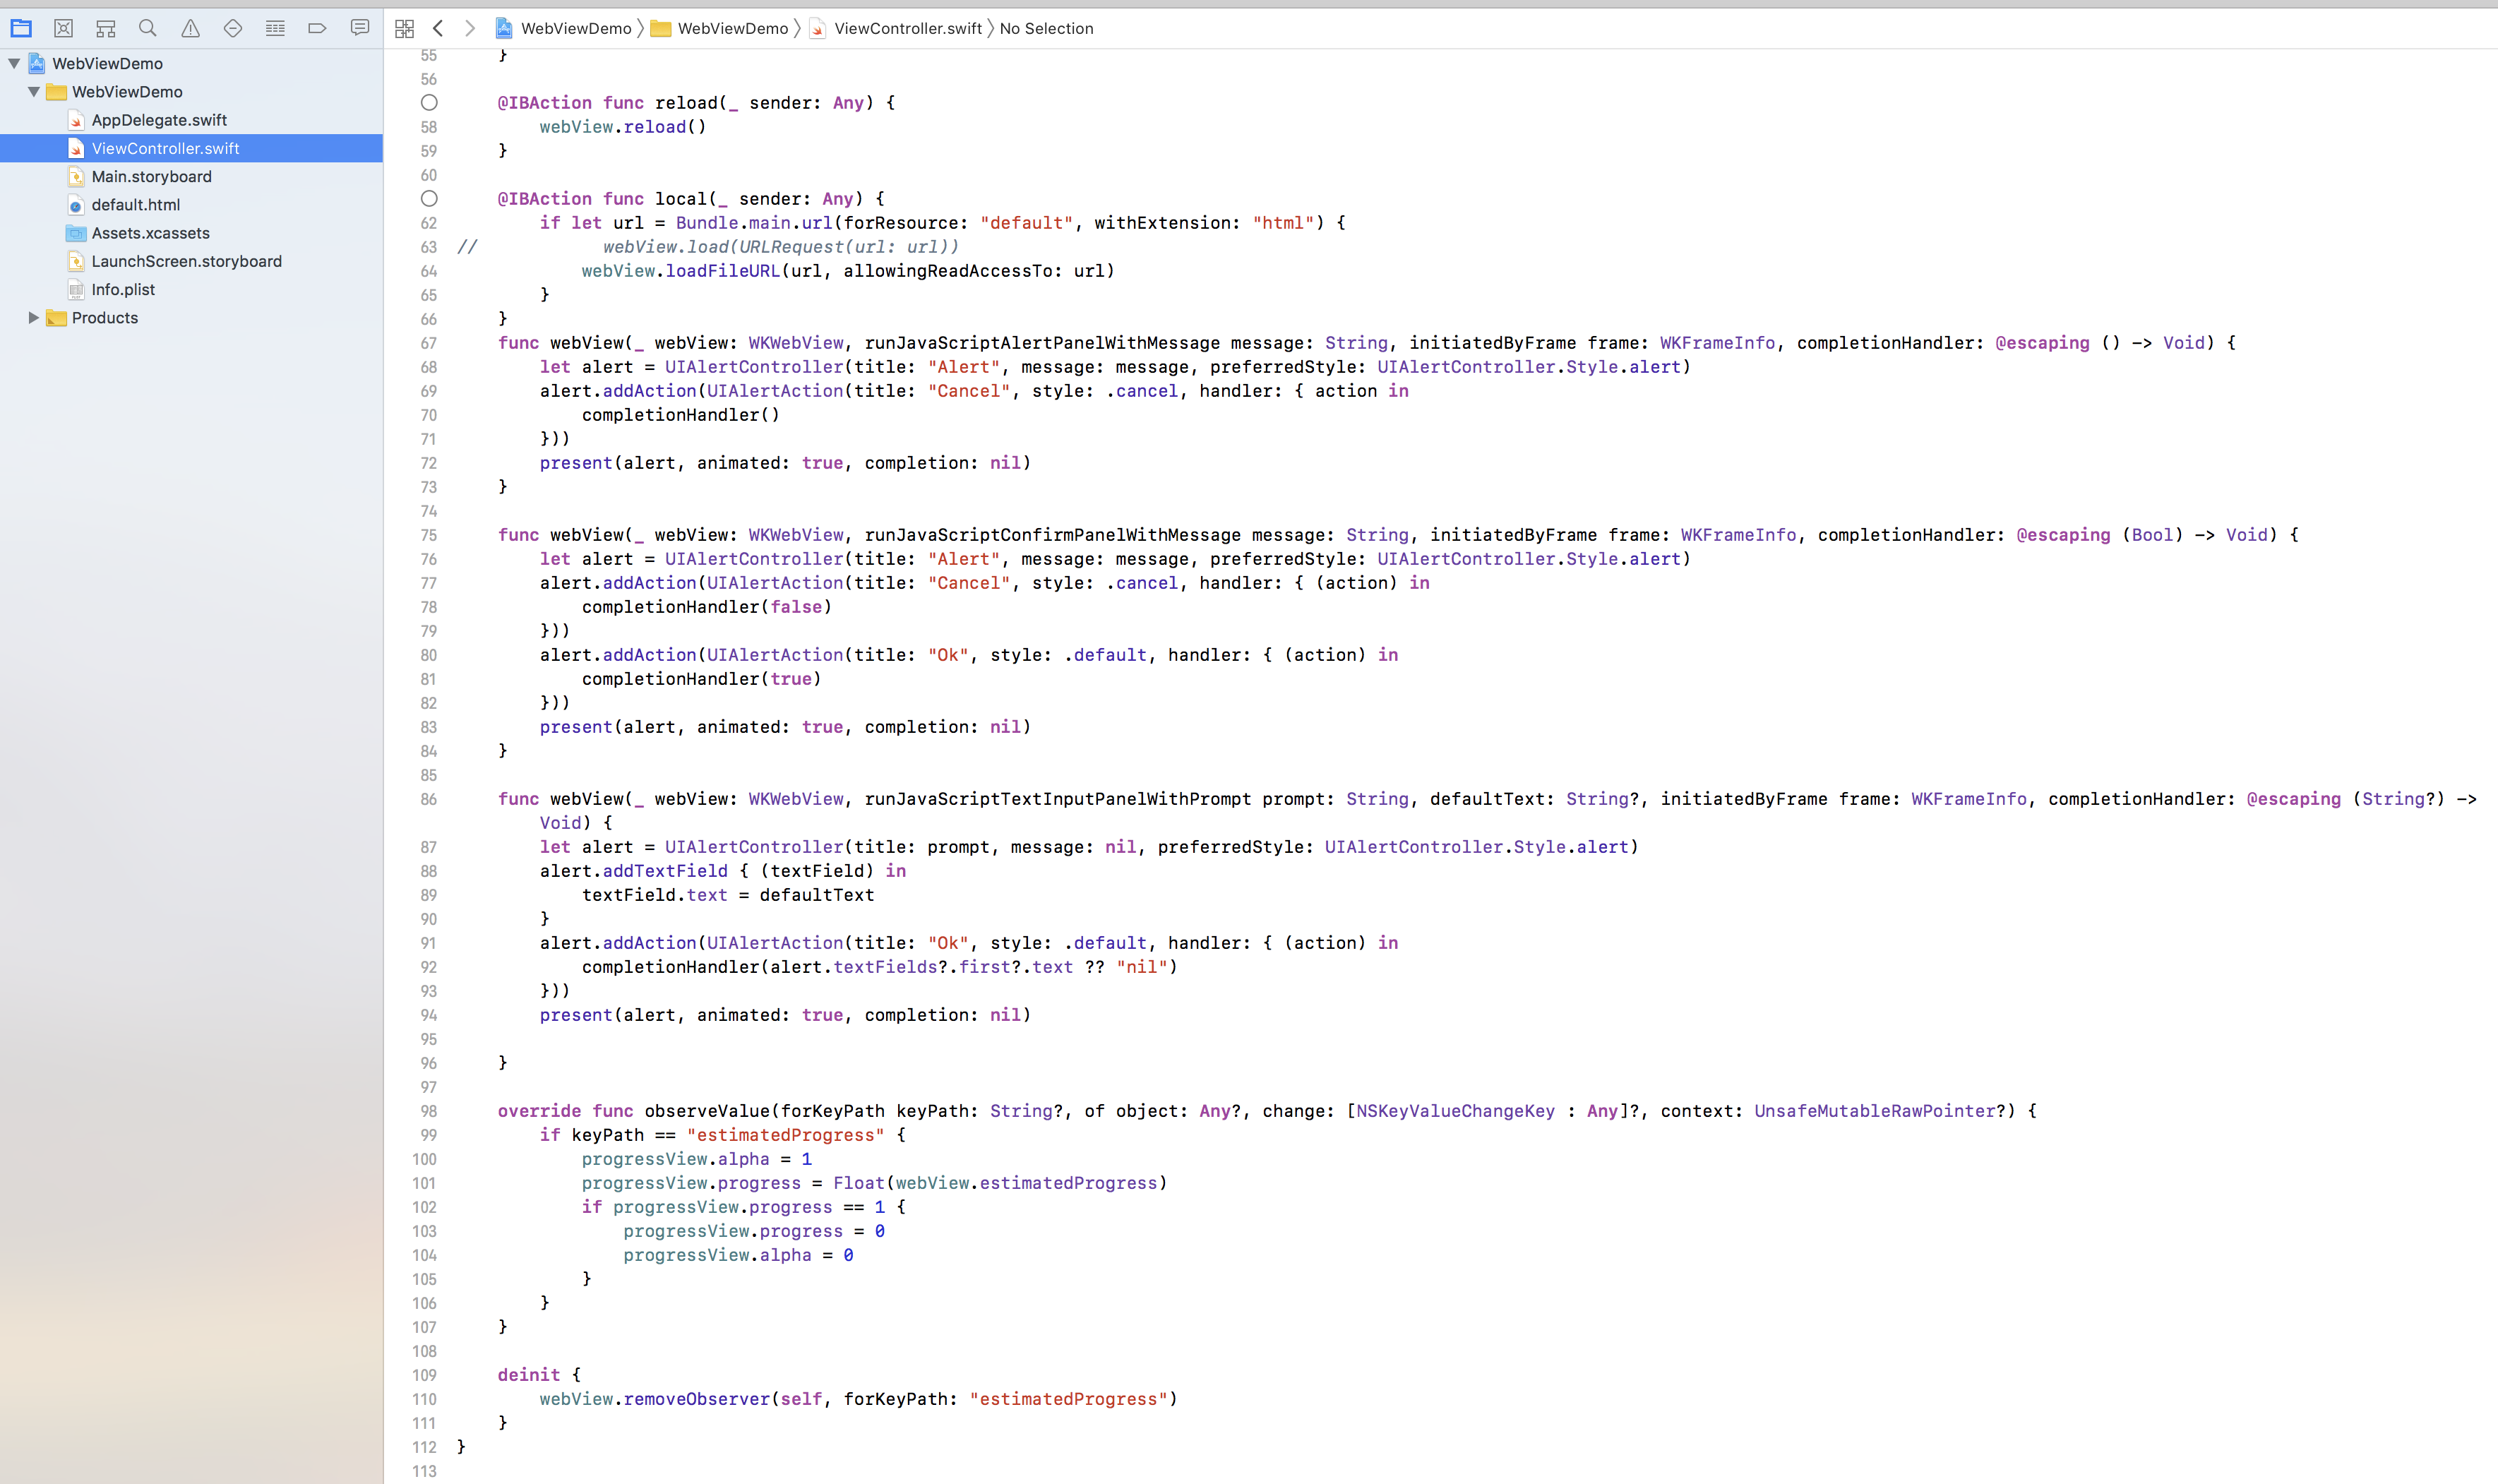 WebViewDemo WebViewDemo ViewController.swift No Selection
WebViewDemo
WebViewDemo
AppDelegate.swift
ViewController.swift
Main.storyboard
default.html
Assets.xcassets
LaunchScreen.storyboard
Info.plist
Products
55 }
56
@IBAction func reload(_ sender: Any) {
58 webView.reload()
59 }
60
@IBAction func local(_ sender: Any) {
62 if let url = Bundle.main.url(forResource: "default", withExtension: "html") {
63 // webView.load(URLRequest(url: url))
64 webView.loadFileURL(url, allowingReadAccessTo: url)
65 }
66 }
67 func webView(_ webView: WKWebView, runJavaScriptAlertPanelWithMessage message: String, initiatedByFrame frame: WKFrameInfo, completionHandler: @escaping () -> Void) {
68 let alert = UIAlertController(title: "Alert", message: message, preferredStyle: UIAlertController.Style.alert)
69 alert.addAction(UIAlertAction(title: "Cancel", style: .cancel, handler: { action in
70 completionHandler()
71 }))
72 present(alert, animated: true, completion: nil)
73 }
74
75 func webView(_ webView: WKWebView, runJavaScriptConfirmPanelWithMessage message: String, initiatedByFrame frame: WKFrameInfo, completionHandler: @escaping (Bool) -> Void) {
76 let alert = UIAlertController(title: "Alert", message: message, preferredStyle: UIAlertController.Style.alert)
77 alert.addAction(UIAlertAction(title: "Cancel", style: .cancel, handler: { (action) in
78 completionHandler(false)
79 }))
80 alert.addAction(UIAlertAction(title: "Ok", style: .default, handler: { (action) in
81 completionHandler(true)
82 }))
83 present(alert, animated: true, completion: nil)
84 }
85
86 func webView(_ webView: WKWebView, runJavaScriptTextInputPanelWithPrompt prompt: String, defaultText: String?, initiatedByFrame frame: WKFrameInfo, completionHandler: @escaping (String?) ->
Void) {
87 let alert = UIAlertController(title: prompt, message: nil, preferredStyle: UIAlertController.Style.alert)
88 alert.addTextField { (textField) in
89 textField.text = defaultText
90 }
91 alert.addAction(UIAlertAction(title: "Ok", style: .default, handler: { (action) in
92 completionHandler(alert.textFields?.first?.text ?? "nil")
93 }))
94 present(alert, animated: true, completion: nil)
95
96 }
97
98 override func observeValue(forKeyPath keyPath: String?, of object: Any?, change: [NSKeyValueChangeKey : Any]?, context: UnsafeMutableRawPointer?) {
99 if keyPath == "estimatedProgress" {
100 progressView.alpha = 1
101 progressView.progress = Float(webView.estimatedProgress)
102 if progressView.progress == 1 {
103 progressView.progress = 0
104 progressView.alpha = 0
105 }
106 }
107 }
108
109 deinit {
110 webView.removeObserver(self, forKeyPath: "estimatedProgress")
111 }
112 }
113